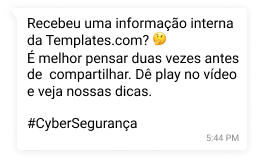 Recebeu uma informação interna
da Templates.com? 🤔
É melhor pensar duas vezes antes
de  compartilhar. Dê play no vídeo
e veja nossas dicas.

#CyberSegurança
5:44 PM